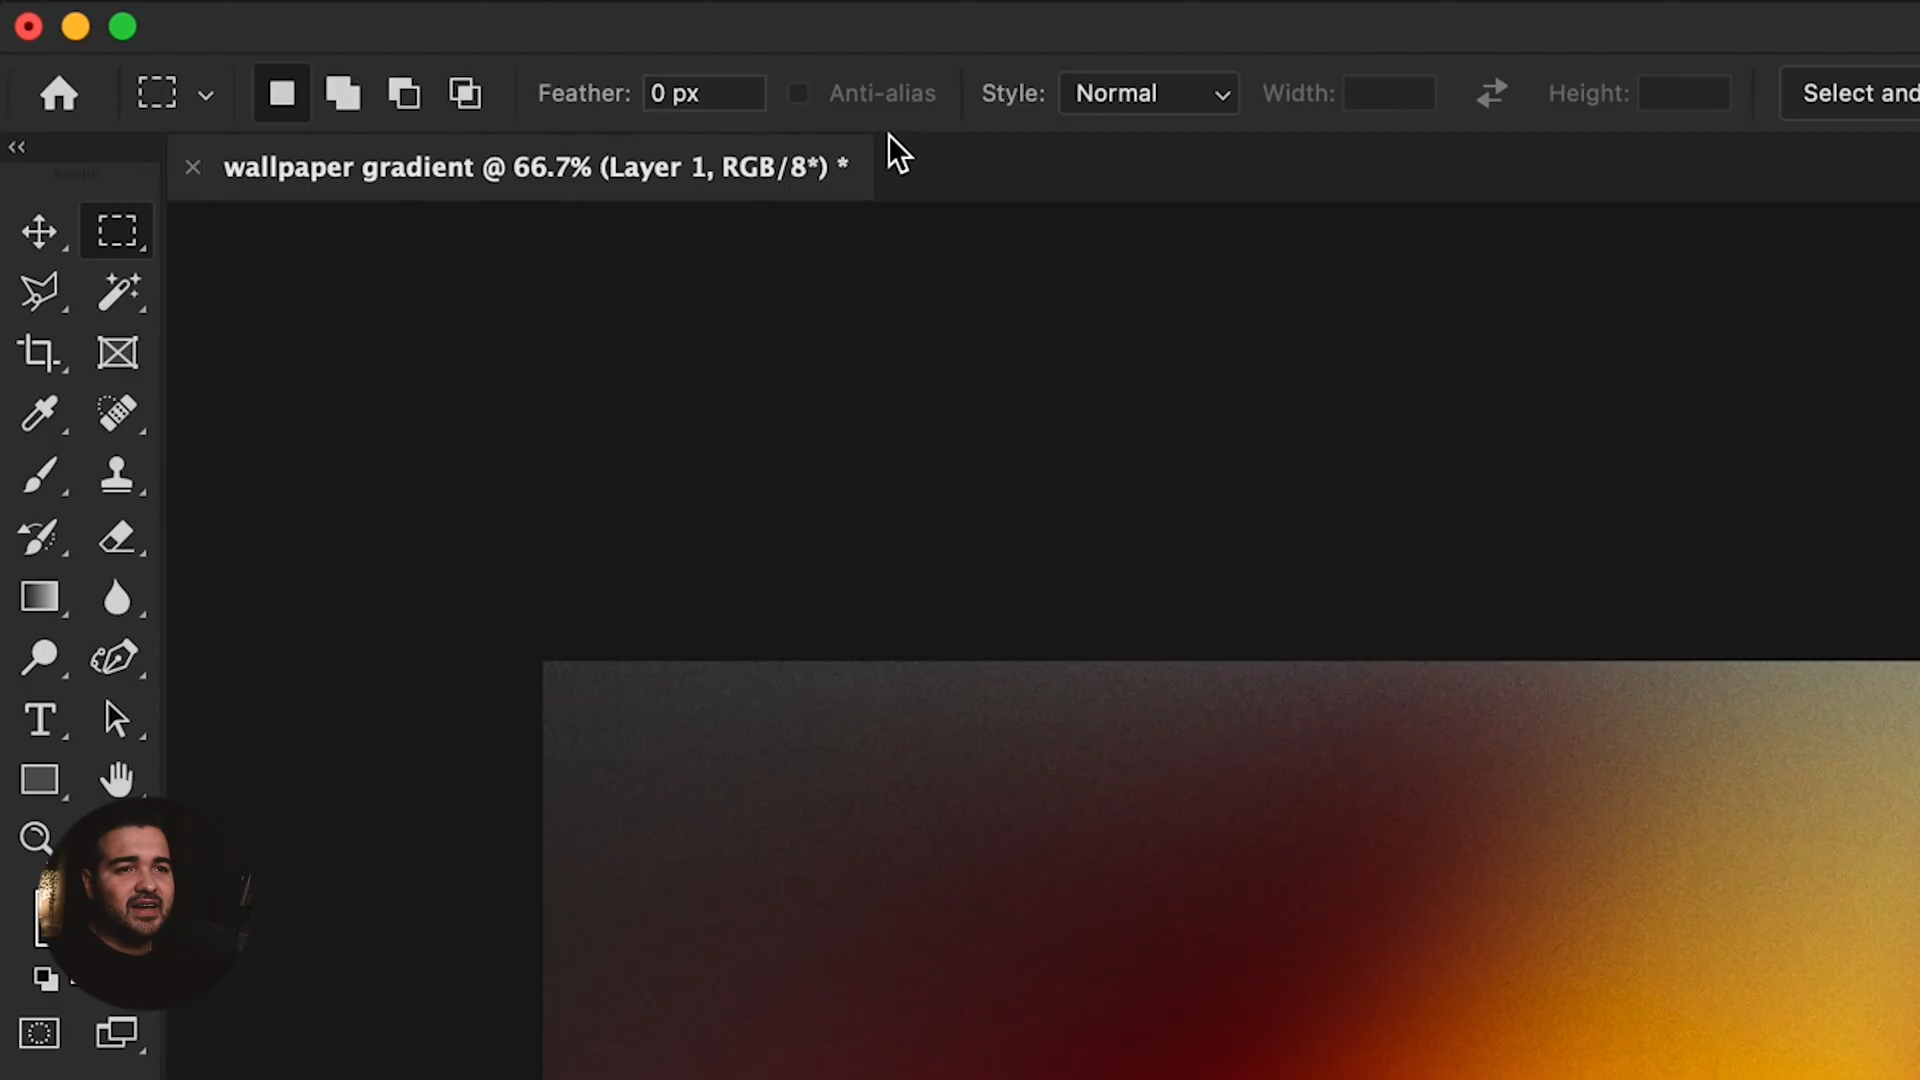 Feather: 0 px Anti-alias Style: Normal Width: Height: Select and
wallpaper gradient @ 66.7% (Layer 1, RGB/8*) *